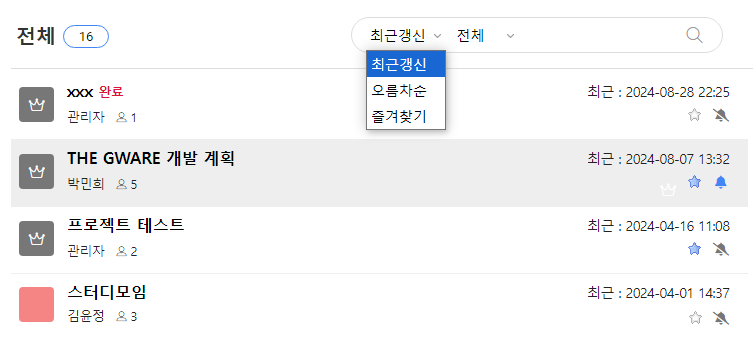 전체 16
최근갱신 전체
최근갱신
오름차순
즐겨찾기
xxx 완료
관리자 1
최근 : 2024-08-28 22:25
THE GWARE 개발 계획
박민희 5
최근 : 2024-08-07 13:32
프로젝트 테스트
관리자 2
최근 : 2024-04-16 11:08
스터디모임
김윤정 3
최근 : 2024-04-01 14:37